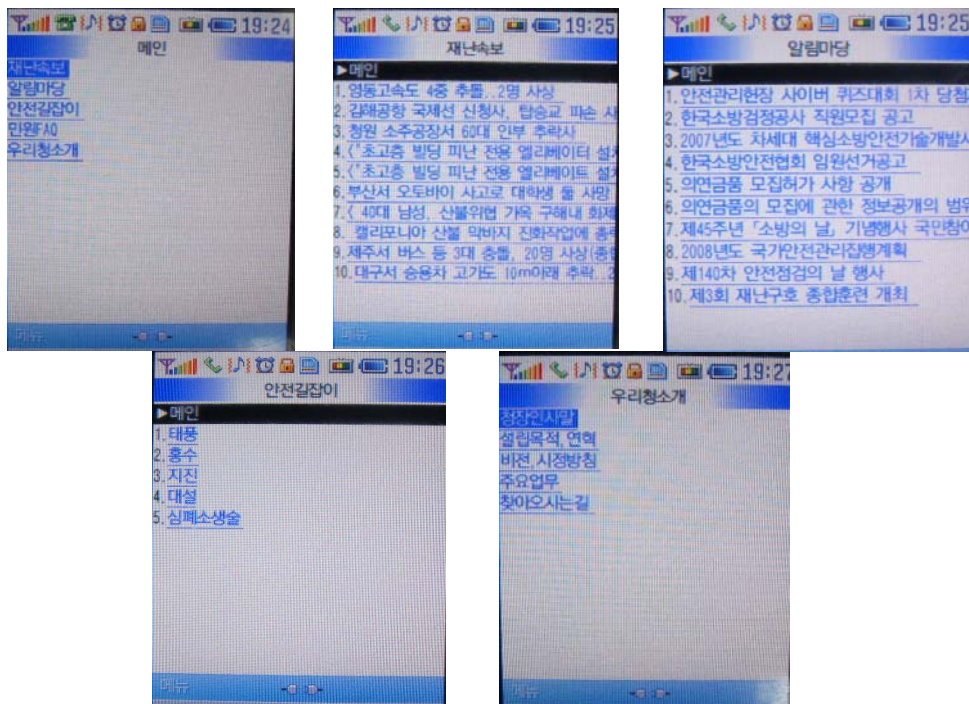 19:24
메인
재난속보
알림마당
안전길잡이
민원FAQ
우리청소개
메뉴
19:25
재난속보
▶메인
1. 영동고속도 4중 추돌..2명 사상
2. 김해공항 국제선 신청사, 탑승교 파손 사
3. 청원 소주공장서 60대 인부 추락사
4. <"초고층 빌딩 피난 전용 엘리베이터 설치
5. <"초고층 빌딩 피난 전용 엘리베이트 설치
6. 부산서 오토바이 사고로 대학생 둘 사망
7. < 40대 남성, 산불위협 가옥 구해내 화제
8. 캘리포니아 산불 막바지 진화작업에 총력
9. 제주서 버스 등 3대 충돌, 20명 사상(종합
10. 대구서 승용차 고가도 10m아래 추락..2
메뉴
19:25
알림마당
▶메인
1. 안전관리헌장 사이버 퀴즈대회 1차 당첨
2. 한국소방검정공사 직원모집 공고
3. 2007년도 차세대 핵심소방안전기술개발사
4. 한국소방안전협회 임원선거공고
5. 의연금품 모집허가 사항 공개
6. 의연금품의 모집에 관한 정보공개의 범위
7. 제45주년「소방의 날」기념행사 국민참여
8. 2008년도 국가안전관리집행계획
9. 제140차 안전점검의 날 행사
10. 제3회 재난구호 종합훈련 개최
19:26
안전길잡이
▶메인
1. 태풍
2. 홍수
3. 지진
4. 대설
5. 심폐소생술
메뉴
19:27
우리청소개
청장인사말
설립목적,연혁
비전,시정방침
주요업무
찾아오시는길
메뉴